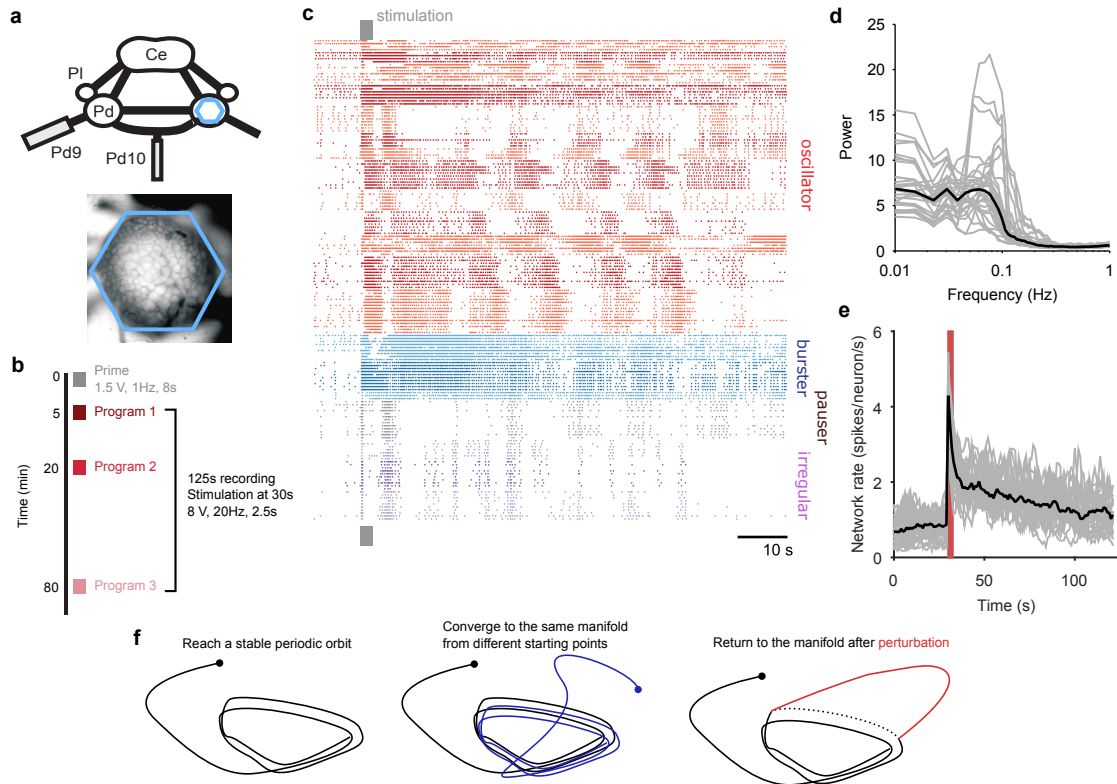 a
Ce
Pl
Pd
Pd9
Pd10
b
0
Prime
1.5 V, 1Hz, 8s
5
Program 1
20
Program 2
125s recording
Stimulation at 30s
8 V, 20Hz, 2.5s
80
Program 3
Time (min)
c
stimulation
oscillator
burster
pauser
irregular
10 s
d
25
20
15
10
5
0
Power
0.01
0.1
1
Frequency (Hz)
e
6
4
2
0
Network rate (spikes/neuron/s)
0
50
100
Time (s)
f
Reach a stable periodic orbit
Converge to the same manifold
from different starting points
Return to the manifold after perturbation